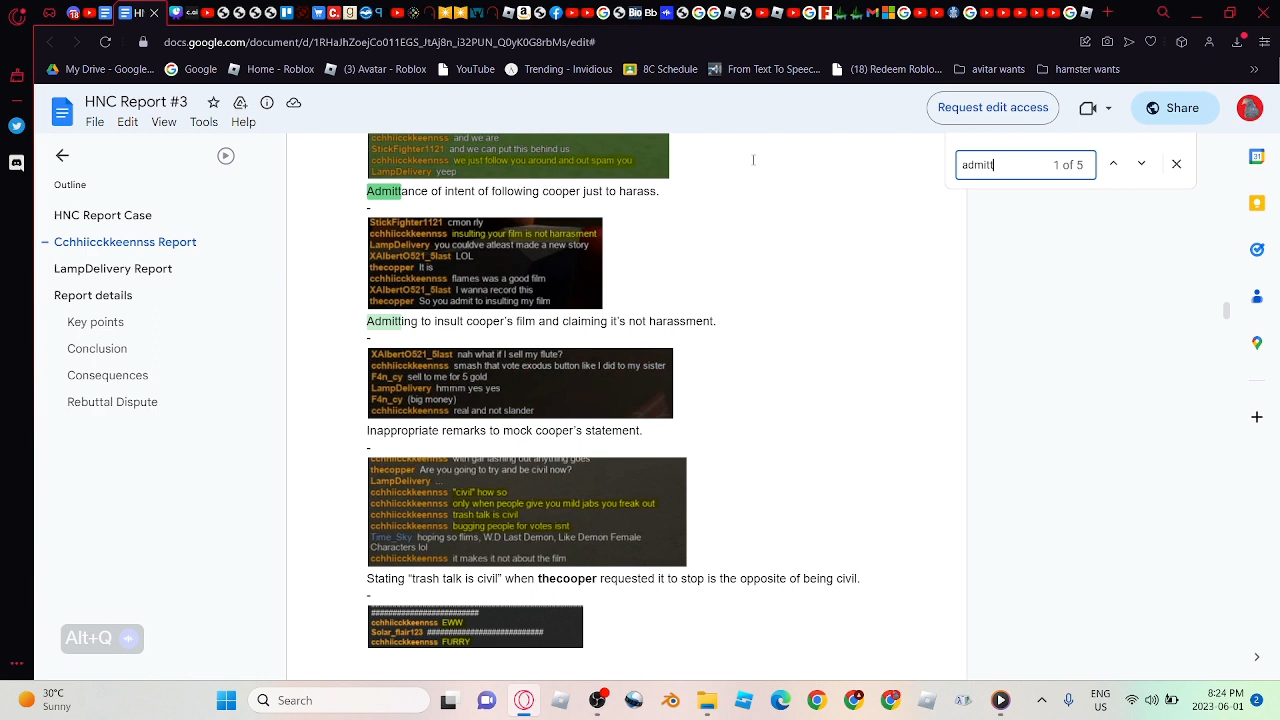 docs.google.com/document/d/1RHaJhZoejCo011EGS_JtAj8n_i32PUN_Q0yK0G8rbMs/edit#
My Drive - Google...
Google
Home - Roblox
(3) Avatar - Roblox
Google
8C Schedule
From Text To Speec...
(18) Redeem Roblo...
avitar wants
hamster wants
HNC Report #3
File Edit View Tools Help
Request edit access
Share
cchhiicckkeennss and we are
StickFighter1121 and we can put this behind us
cchhiicckkeennss we just follow you around and out spam you
LampDelivery yeep
admit
1 of 4
Outline
HNC Report Case
Cchhiicckkeennss
LampDelivery
Report details
Key points
Conclusion
Rebuttal Dispute
Admittance of intent of following cooper just to harass.
-
StickFighter1121 cmon rly
cchhiicckkeennss insulting your film is not harrasment
LampDelivery you couldve atleast made a new story
XAlbertO521_5last LOL
thecopper It is
cchhiicckkeennss flames was a good film
XAlbertO521_5last I wanna record this
thecopper So you admit to insulting my film
Admitting to insult cooper's film and claiming it's not harassment.
-
XAlbertO521_5last nah what if I sell my flute?
cchhiicckkeennss smash that vote exodus button like I did to my sister
F4n_cy sell to me for 5 gold
LampDelivery hmmm yes yes
F4n_cy (big money)
cchhiicckkeennss real and not slander
Inappropriate remarks to mock cooper's statement.
-
cchhiicckkeennss with gar lashing out anything goes
thecopper Are you going to try and be civil now?
LampDelivery ...
cchhiicckkeennss "civil" how so
cchhiicckkeennss only when people give you mild jabs you freak out
cchhiicckkeennss trash talk is civil
cchhiicckkeennss bugging people for votes isnt
Time_Sky hoping so flims, W.D Last Demon, Like Demon Female
Characters lol
cchhiicckkeennss it makes it not about the film
Stating “trash talk is civil” when thecooper requested it to stop is the opposite of being civil.
-
##########################
cchhiicckkeennss EWW
Solar_flair123 ############################
cchhiicckkeennss FURRY
30°C
Sunny
Search
ENG
US
8:23 PM